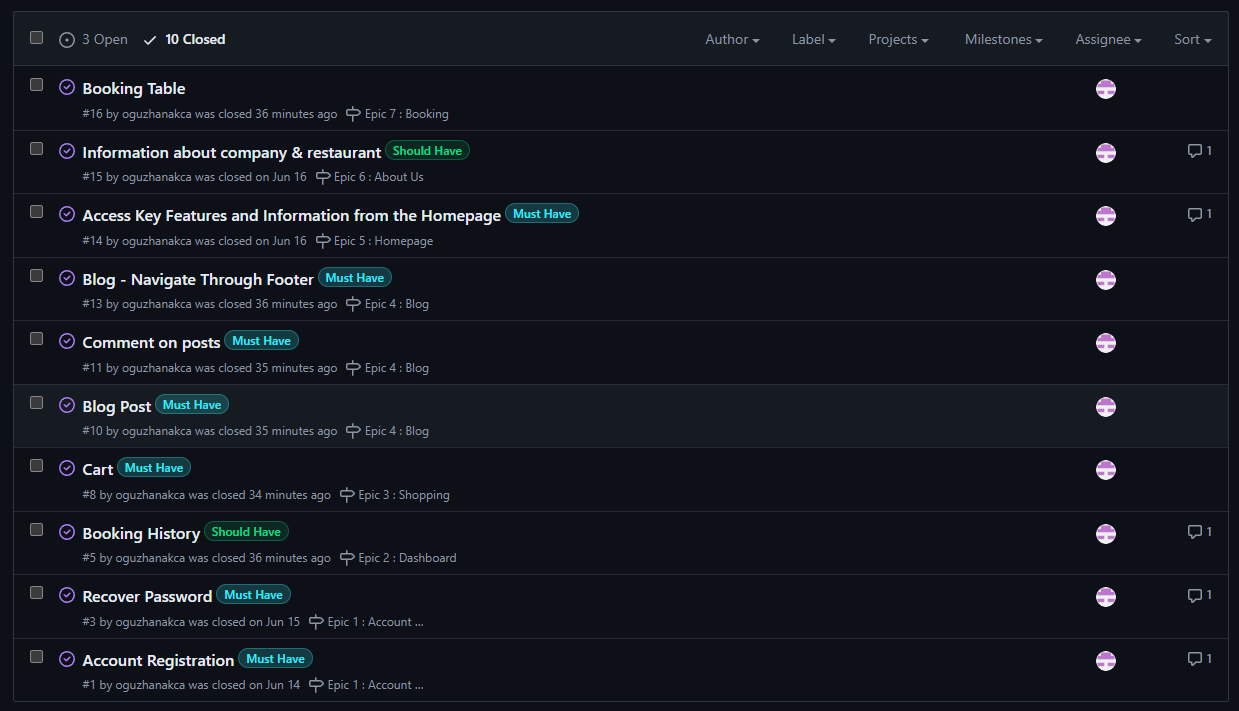 3 Open 10 Closed Author Label Projects Milestones Assignee Sort
Booking Table
#16 by oguzhanakca was closed 36 minutes ago Epic 7 : Booking
Information about company & restaurant Should Have 1
#15 by oguzhanakca was closed on Jun 16 Epic 6 : About Us
Access Key Features and Information from the Homepage Must Have 1
#14 by oguzhanakca was closed on Jun 16 Epic 5 : Homepage
Blog - Navigate Through Footer Must Have
#13 by oguzhanakca was closed 36 minutes ago Epic 4 : Blog
Comment on posts Must Have
#11 by oguzhanakca was closed 35 minutes ago Epic 4 : Blog
Blog Post Must Have
#10 by oguzhanakca was closed 35 minutes ago Epic 4 : Blog
Cart Must Have
#8 by oguzhanakca was closed 34 minutes ago Epic 3 : Shopping
Booking History Should Have 1
#5 by oguzhanakca was closed 36 minutes ago Epic 2 : Dashboard
Recover Password Must Have 1
#3 by oguzhanakca was closed on Jun 15 Epic 1 : Account ...
Account Registration Must Have 1
#1 by oguzhanakca was closed on Jun 14 Epic 1 : Account ...